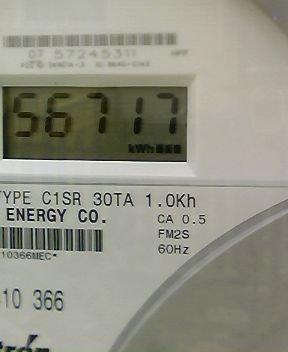 07 57245311
56717
kWh
TYPE C1SR 30TA 1.0Kh
ENERGY CO.
CA 0.5
FM2S
60Hz
10366MEC*
10 366